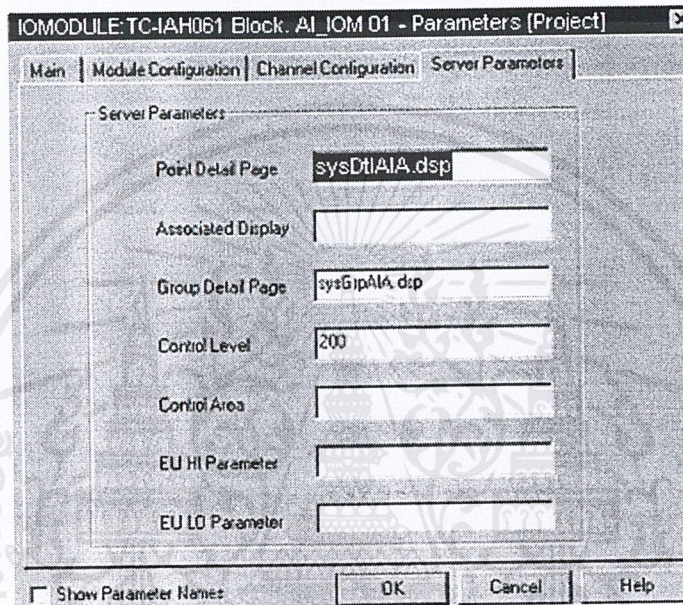 IOMODULE:TC-IAH061 Block. AI_IOM 01 - Parameters [Project]
Main Module Configuration Channel Configuration Server Parameters
Server Parameters
Point Detail Page sysDtlAIA.dsp
Associated Display
Group Detail Page sysGrpAIA.dsp
Control Level 200
Control Area
EU HI Parameter
EU LO Parameter
Show Parameter Names OK Cancel Help